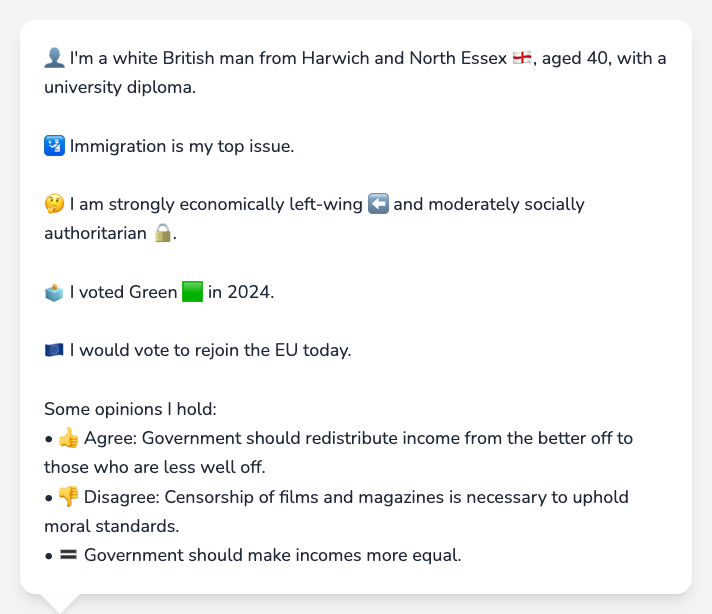 👤 I'm a white British man from Harwich and North Essex 🏴󠁧󠁢󠁥󠁮󠁧󠁿, aged 40, with a
university diploma.
🛂 Immigration is my top issue.
🤔 I am strongly economically left-wing ⬅️ and moderately socially
authoritarian 🔒.
🗳️ I voted Green 🟩 in 2024.
🇪🇺 I would vote to rejoin the EU today.
Some opinions I hold:
• 👍 Agree: Government should redistribute income from the better off to
those who are less well off.
• 👎 Disagree: Censorship of films and magazines is necessary to uphold
moral standards.
• 🟰 Government should make incomes more equal.